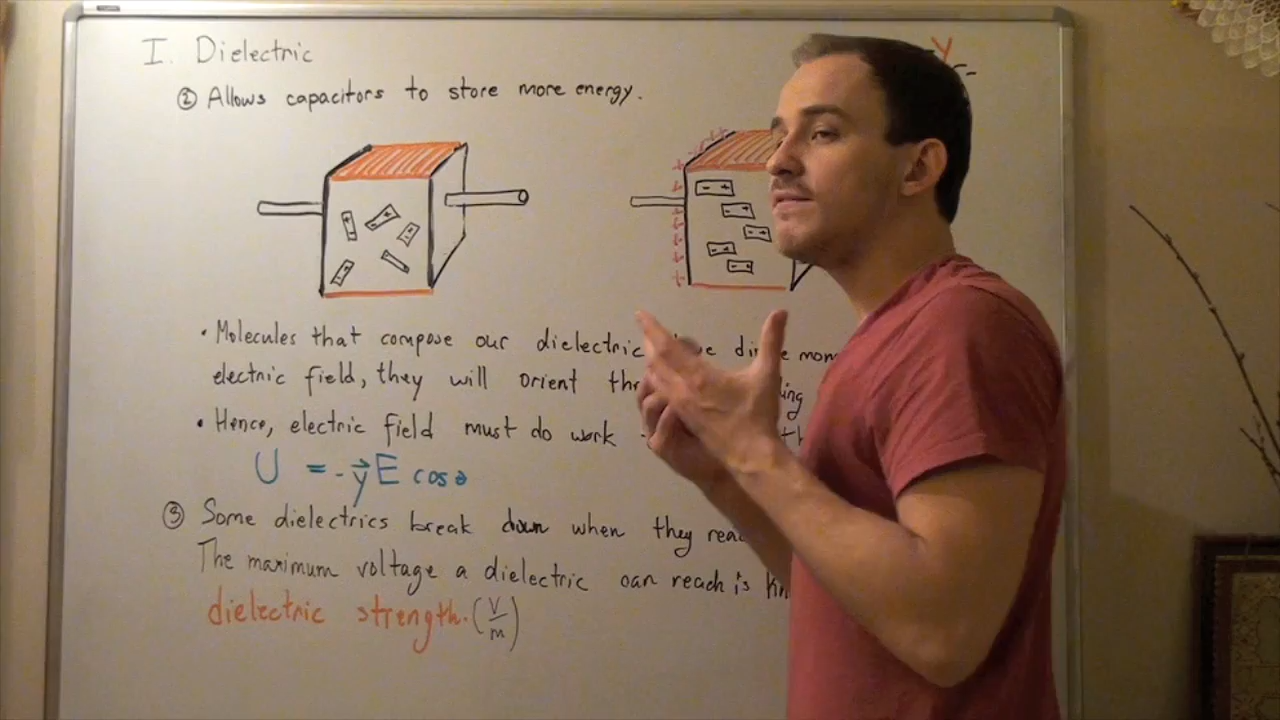 I. Dielectric
② Allows capacitors to store more energy.
• Molecules that compose our dielectric
electric field, they will orient
• Hence, electric field must do work
U = -y⃗ E cos θ
③ Some dielectrics break down when they
The maximum voltage a dielectric can reach is
dielectric strength. (V/m)